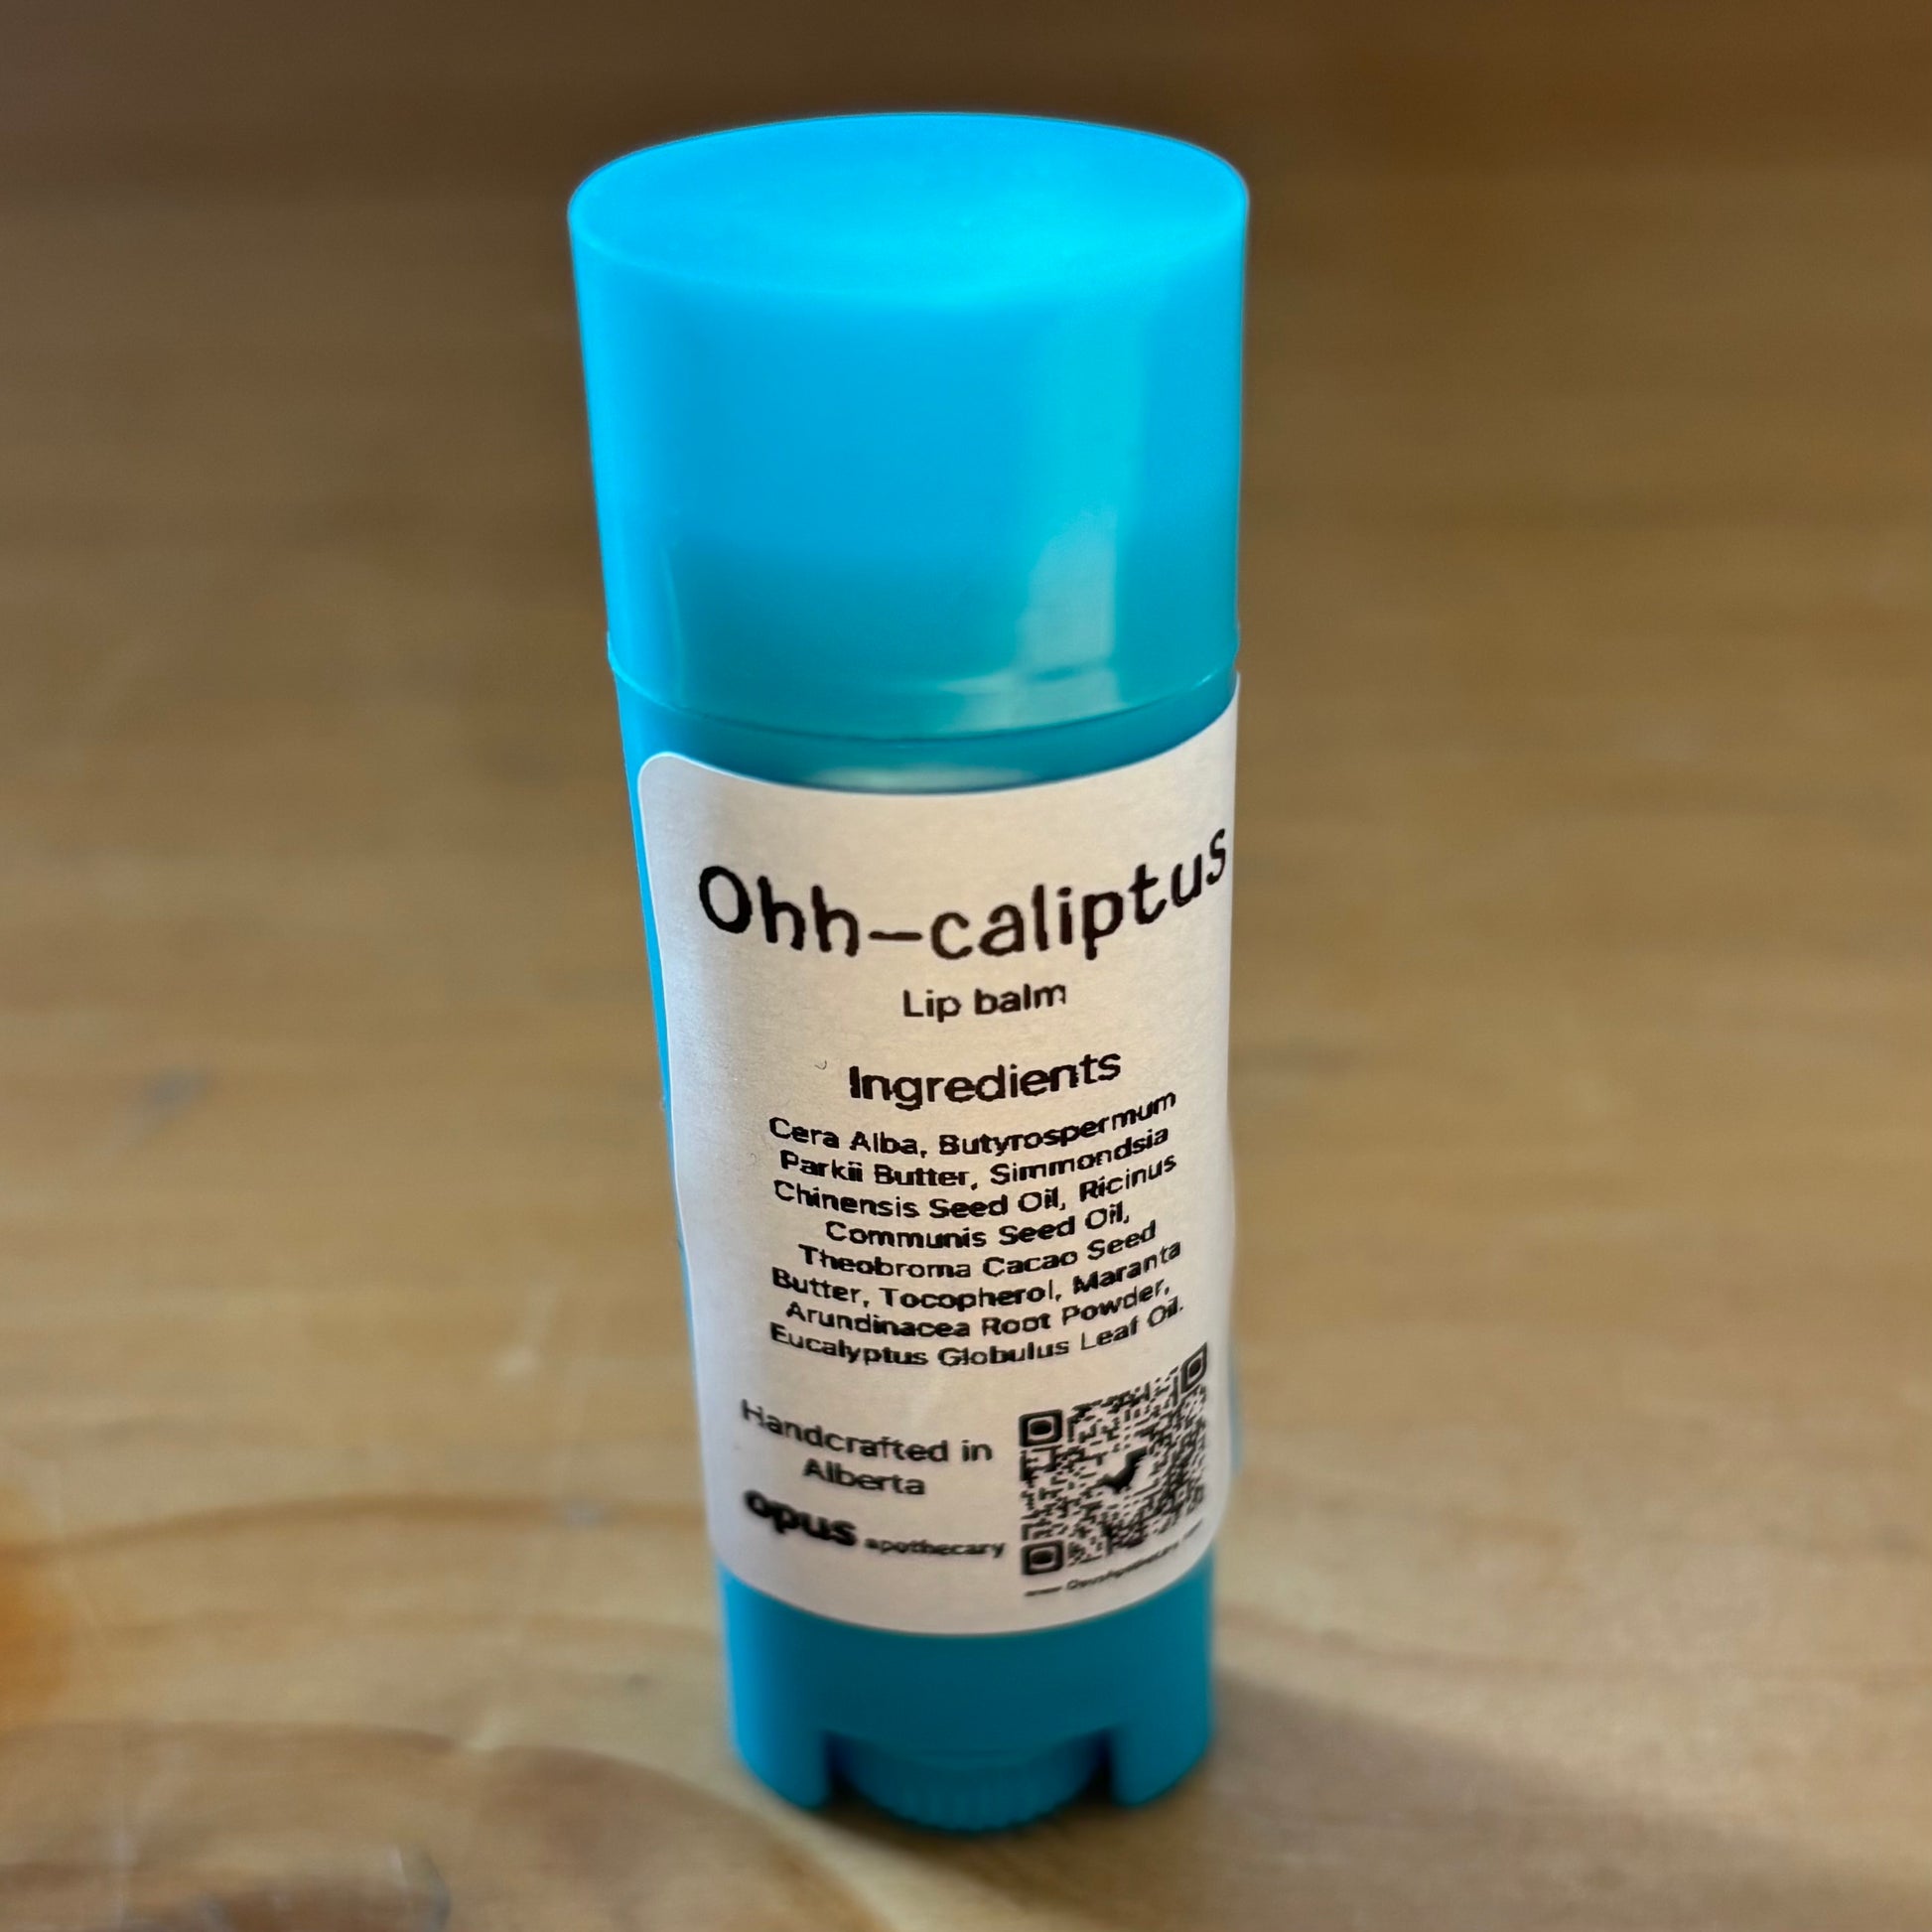 Ohh-caliptus
Lip balm
Ingredients
Cera Alba, Butyrospermum
Parkii Butter, Simmondsia
Chinensis Seed Oil, Ricinus
Communis Seed Oil,
Theobroma Cacao Seed
Butter, Tocopherol, Maranta
Arundinacea Root Powder,
Eucalyptus Globulus Leaf Oil.
Handcrafted in
Alberta
opus apothecary